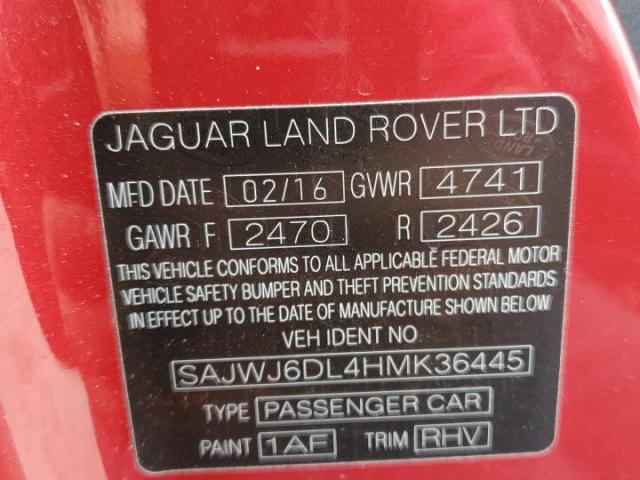 JAGUAR LAND ROVER LTD
MFD DATE 02/16 GVWR 4741
GAWR F 2470 R 2426
THIS VEHICLE CONFORMS TO ALL APPLICABLE FEDERAL MOTOR
VEHICLE SAFETY BUMPER AND THEFT PREVENTION STANDARDS
IN EFFECT UP TO THE DATE OF MANUFACTURE SHOWN BELOW
VEH IDENT NO
SAJWJ6DL4HMK36445
TYPE PASSENGER CAR
PAINT 1AF TRIM RHV